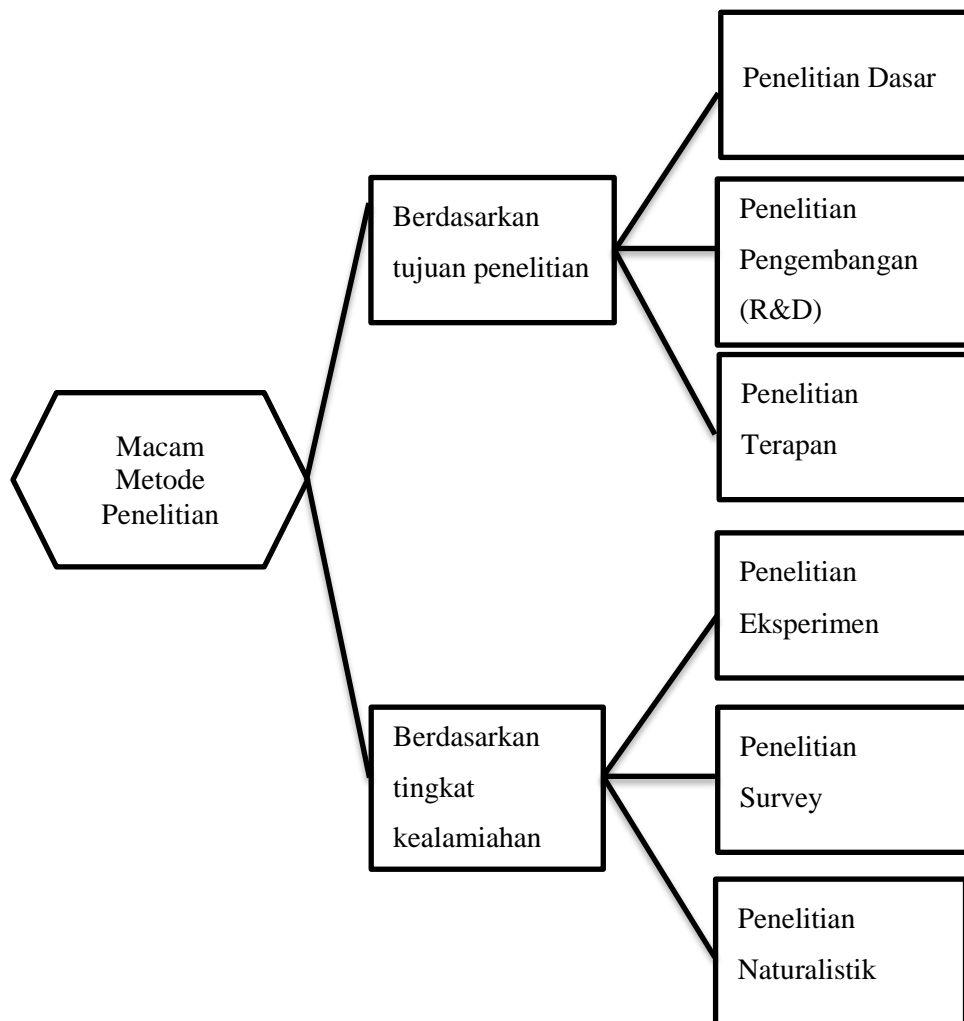 Macam
Metode
Penelitian
Berdasarkan
tujuan penelitian
Penelitian Dasar
Penelitian
Pengembangan
(R&D)
Penelitian
Terapan
Berdasarkan
tingkat
kealamiahan
Penelitian
Eksperimen
Penelitian
Survey
Penelitian
Naturalistik